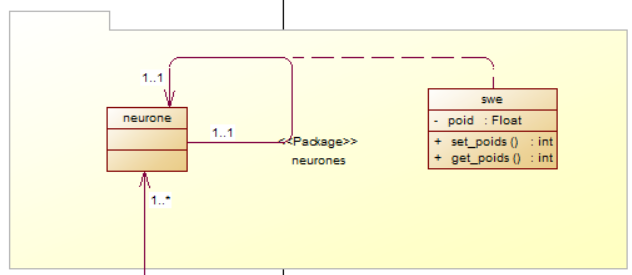 1..1
neurone
1..1
<<Package>>
neurones
1..*
swe
- poid : Float
+ set_poids () : int
+ get_poids () : int